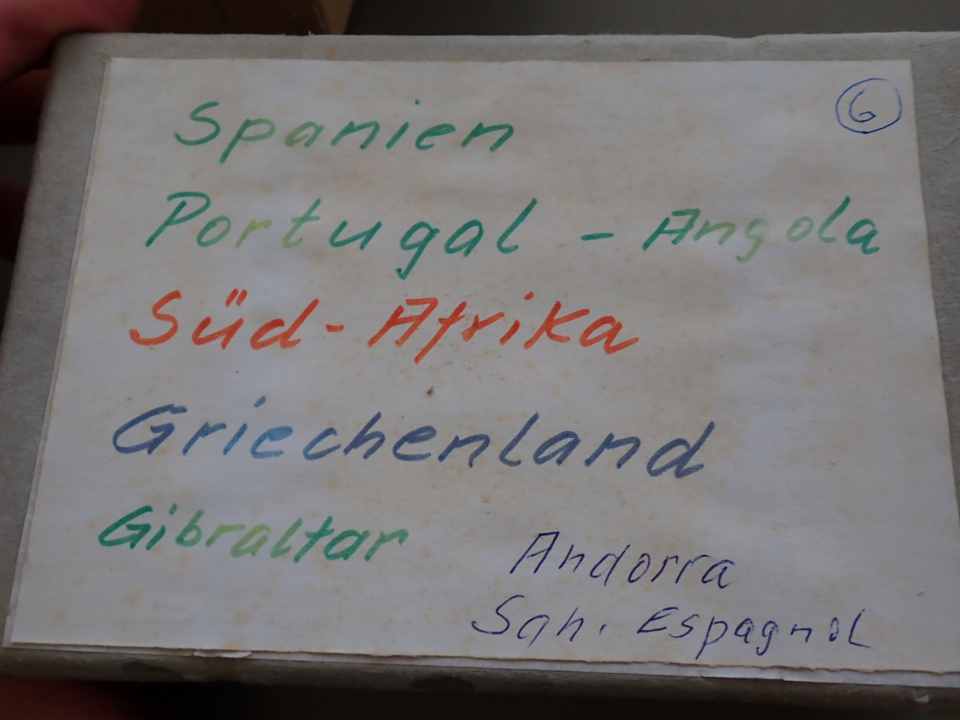 6
Spanien
Portugal - Angola
Süd-Afrika
Griechenland
Gibraltar
Andorra
Sah. Espagnol